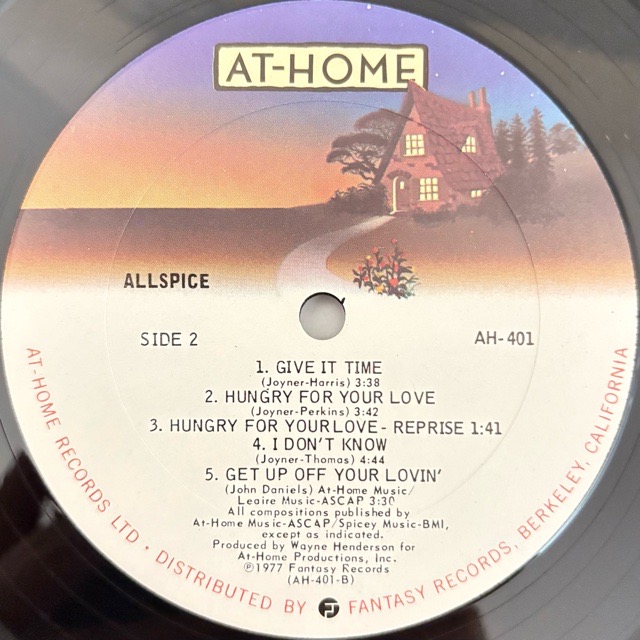 AT-HOME
ALLSPICE
SIDE 2
AH-401
1. GIVE IT TIME
(Joyner-Harris) 3:38
2. HUNGRY FOR YOUR LOVE
(Joyner-Perkins) 3:42
3. HUNGRY FOR YOUR LOVE - REPRISE 1:41
4. I DON'T KNOW
(Joyner-Thomas) 4:44
5. GET UP OFF YOUR LOVIN'
(John Daniels) At-Home Music/
Leaire Music-ASCAP 3:30
All compositions published by
At-Home Music-ASCAP/Spicey Music-BMI,
except as indicated.
Produced by Wayne Henderson for
At-Home Productions, Inc.
℗1977 Fantasy Records
(AH-401-B)
AT-HOME RECORDS LTD • DISTRIBUTED BY FJ FANTASY RECORDS, BERKELEY, CALIFORNIA